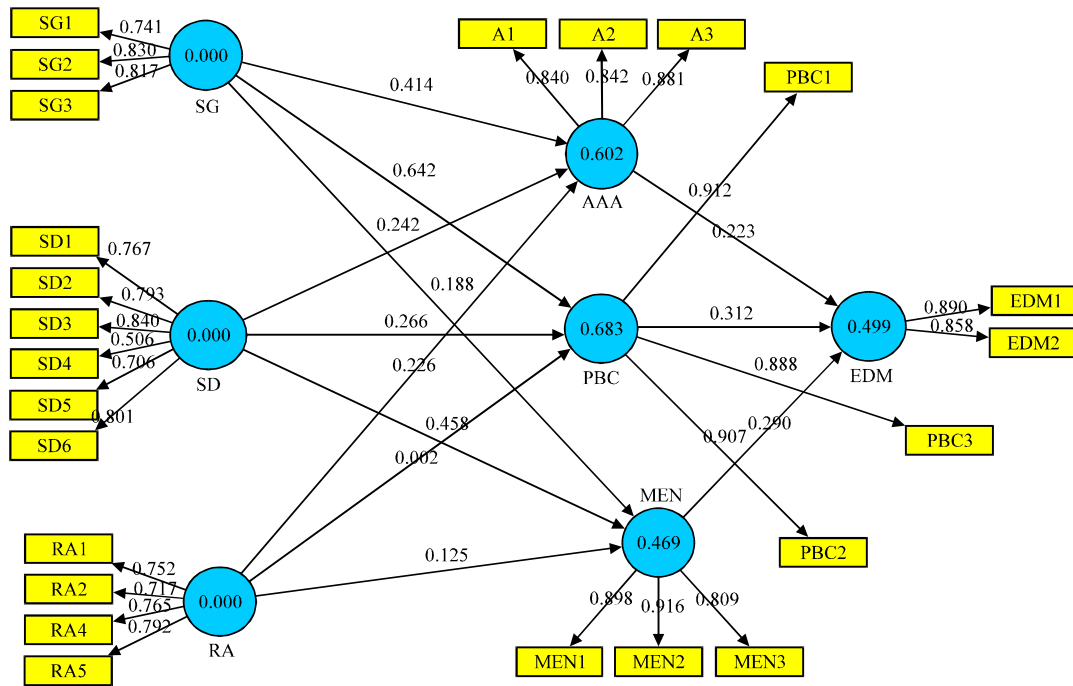 SG1
0.741
SG2
0.830
SG3
0.817
0.000
SG
A1
A2
A3
0.840
0.842
0.881
PBC1
0.414
0.602
AAA
0.642
0.912
0.223
0.242
SD1
0.767
SD2
0.793
SD3
0.840
SD4
0.506
SD5
0.706
SD6
0.801
0.000
SD
0.188
0.266
0.226
0.683
PBC
0.312
0.499
EDM
0.890
EDM1
0.858
EDM2
0.888
PBC3
0.458
0.002
0.907
0.290
MEN
0.469
PBC2
RA1
0.752
RA2
0.717
RA4
0.765
RA5
0.792
0.000
RA
0.125
0.898
0.916
0.809
MEN1
MEN2
MEN3